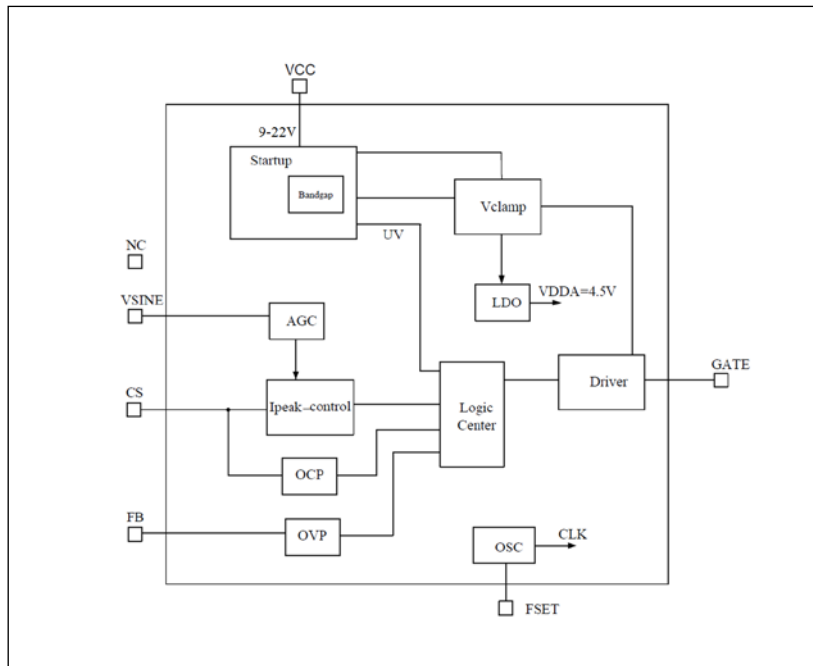 VCC
9-22V
Startup
Bandgap
Vclamp
UV
NC
VSINE
LDO
VDDA=4.5V
AGC
GATE
Driver
CS
Ipeak-control
Logic
Center
OCP
FB
OVP
CLK
OSC
FSET